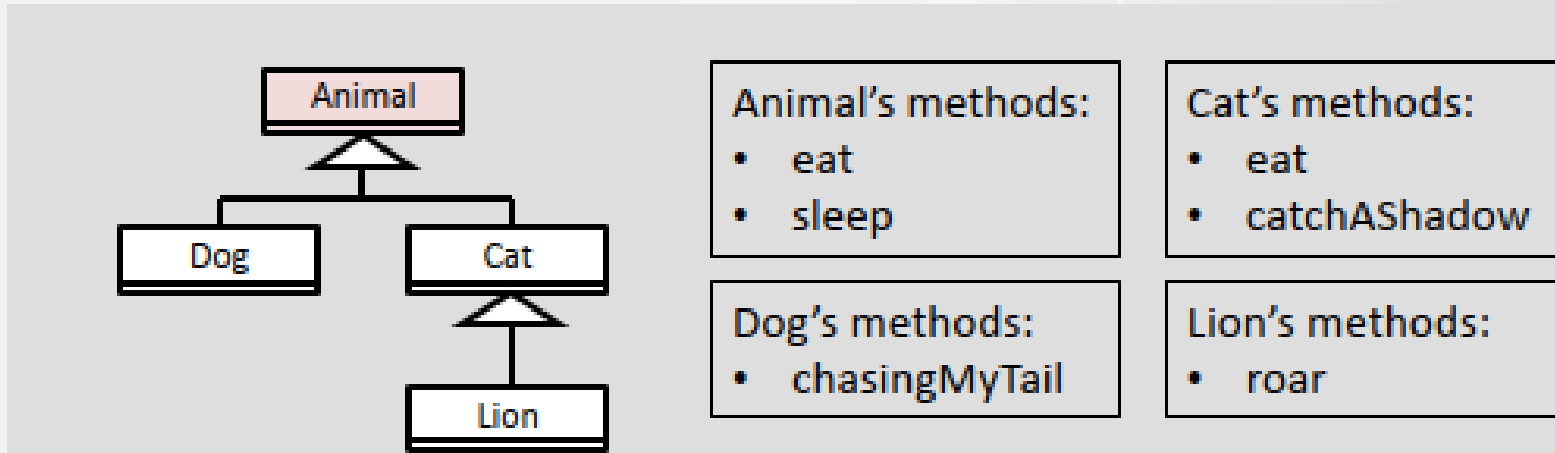 Animal
Dog
Cat
Lion
Animal’s methods:
• eat
• sleep
Cat’s methods:
• eat
• catchAShadow
Dog’s methods:
• chasingMyTail
Lion’s methods:
• roar